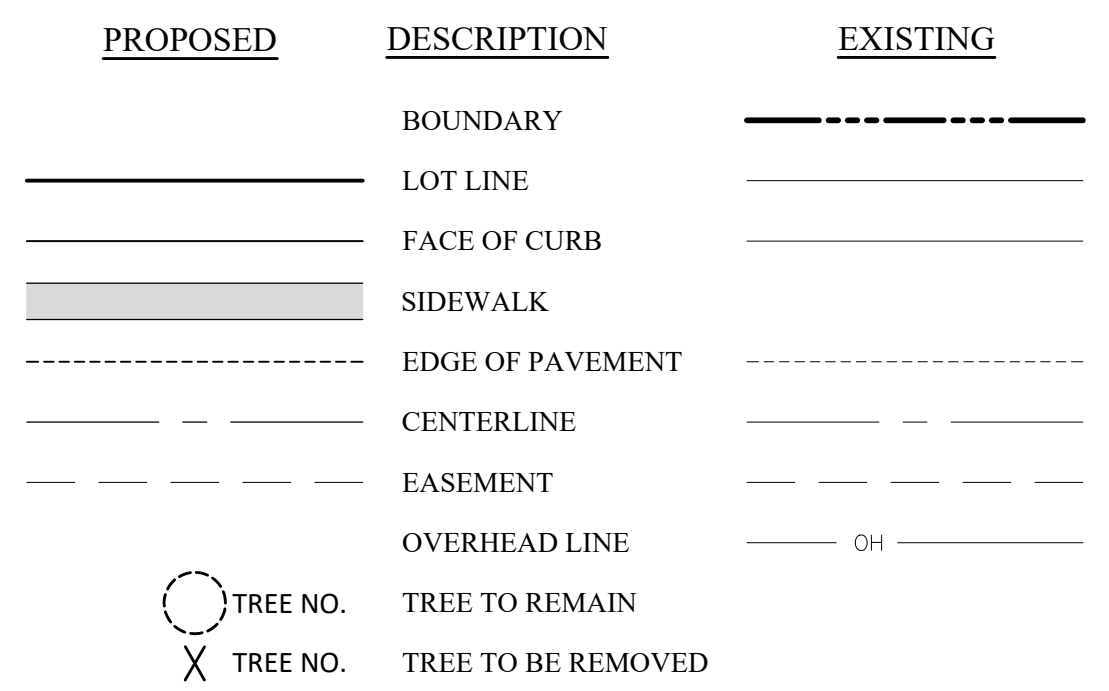 PROPOSED DESCRIPTION EXISTING
BOUNDARY
LOT LINE
FACE OF CURB
SIDEWALK
EDGE OF PAVEMENT
CENTERLINE
EASEMENT
OVERHEAD LINE OH
TREE NO. TREE TO REMAIN
X TREE NO. TREE TO BE REMOVED